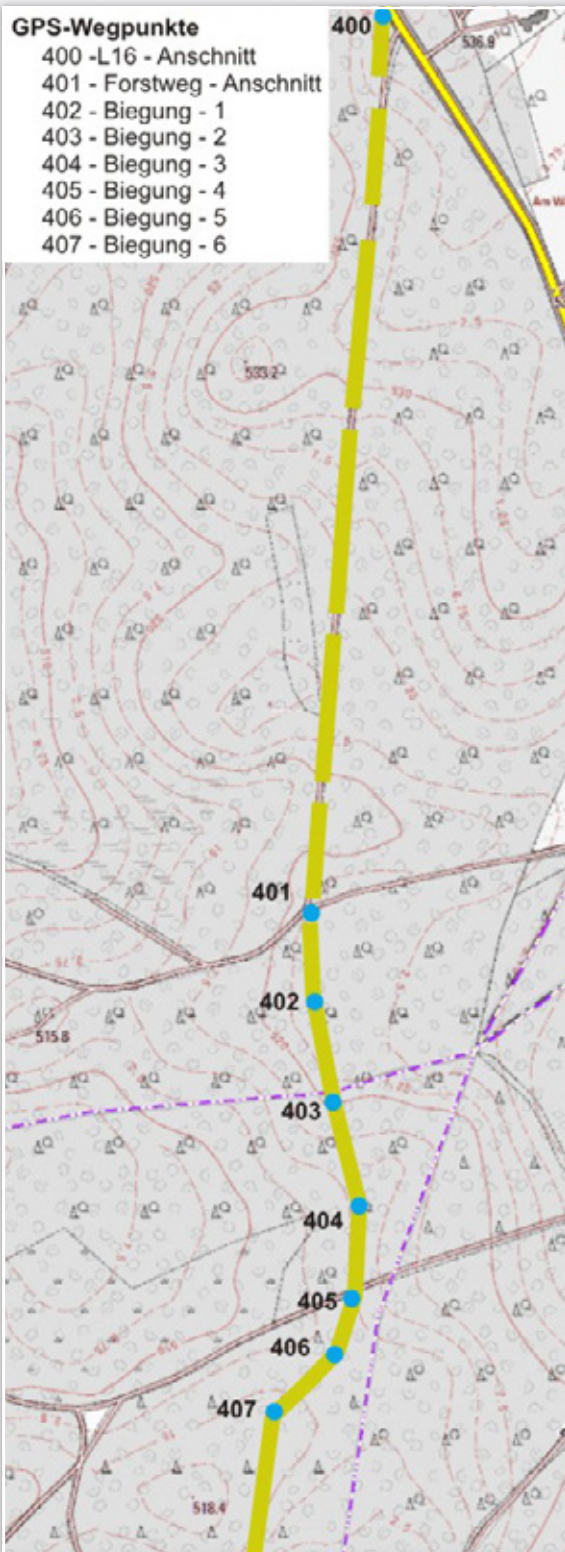 GPS-Wegpunkte
400 -L16 - Anschnitt
401 - Forstweg - Anschnitt
402 - Biegung - 1
403 - Biegung - 2
404 - Biegung - 3
405 - Biegung - 4
406 - Biegung - 5
407 - Biegung - 6
400
536.9
Am
533.2
401
402
515.8
403
404
405
406
407
518.4